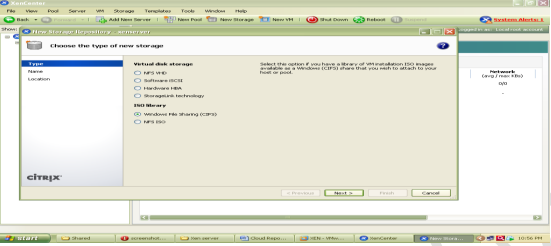 XenCenter
File View Pool Server VM Storage Templates Tools Window Help
Back Add New Server New Pool New Storage New VM Shut Down Reboot System Alerts: 1
Show: Logged in as: Local root account
New Storage Repository - xenserver
Choose the type of new storage
Type
Name
Location
Virtual disk storage
NFS VHD
Software iSCSI
Hardware HBA
StorageLink technology
ISO library
Windows File Sharing (CIFS)
NFS ISO
Select this option if you have a library of VM installation ISO images
available as a Windows (CIFS) share that you wish to attach to your
host or pool.
Network
(avg / max KBs)
0/0
-
CITRIX
< Previous Next > Finish Cancel
start Shared screenshot... Xen server Cloud Repo... XEN - VMw... XenCenter New Stora... 10:56 PM